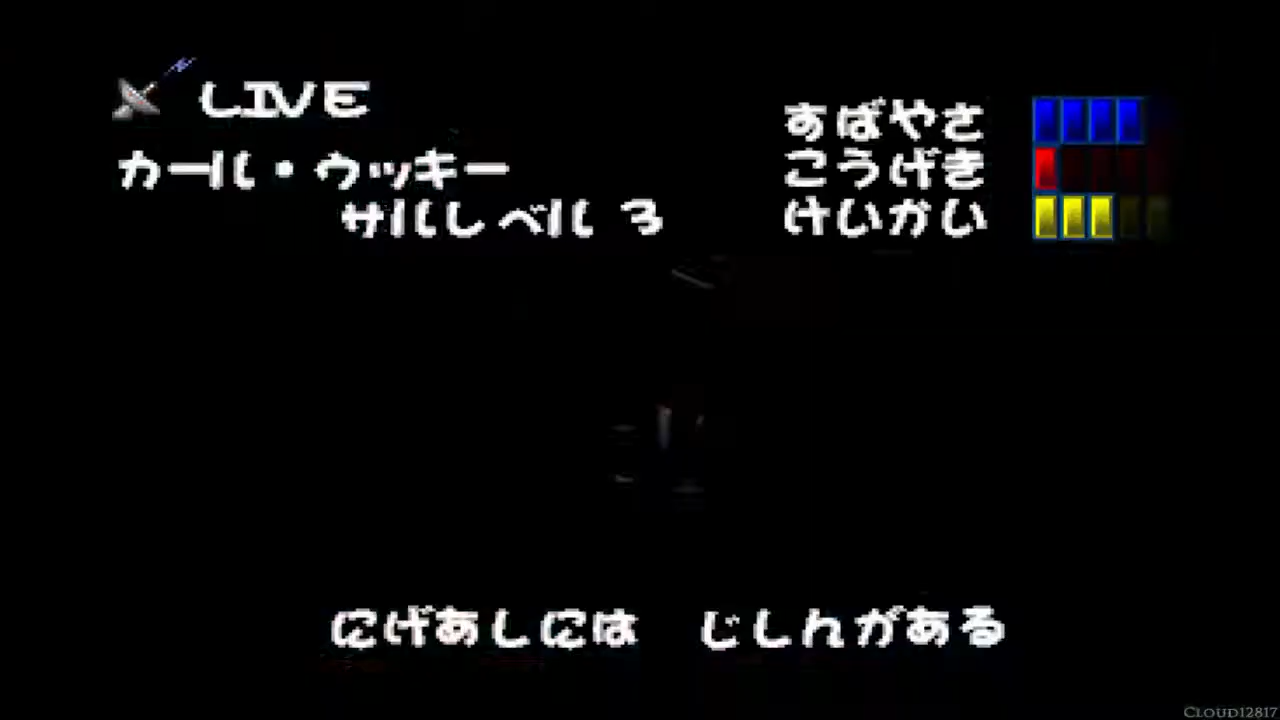 LIVE
カール・ウッキー
サルレベル 3
すばやさ
こうげき
けいかい
にげあしには じしんがある
CLOUD12817